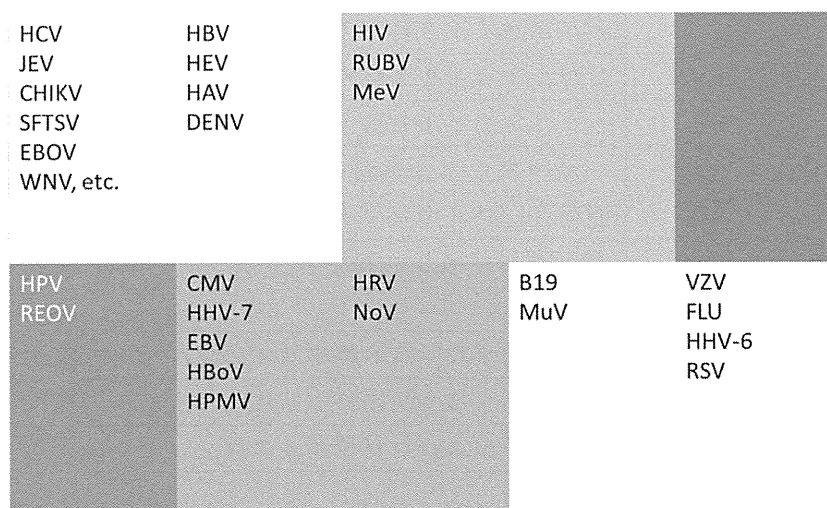 HCV
JEV
CHIKV
SFTSV
EBOV
WNV, etc.
HBV
HEV
HAV
DENV
HIV
RUBV
MeV
HPV
REOV
CMV
HHV-7
EBV
HBoV
HPMV
HRV
NoV
B19
MuV
VZV
FLU
HHV-6
RSV